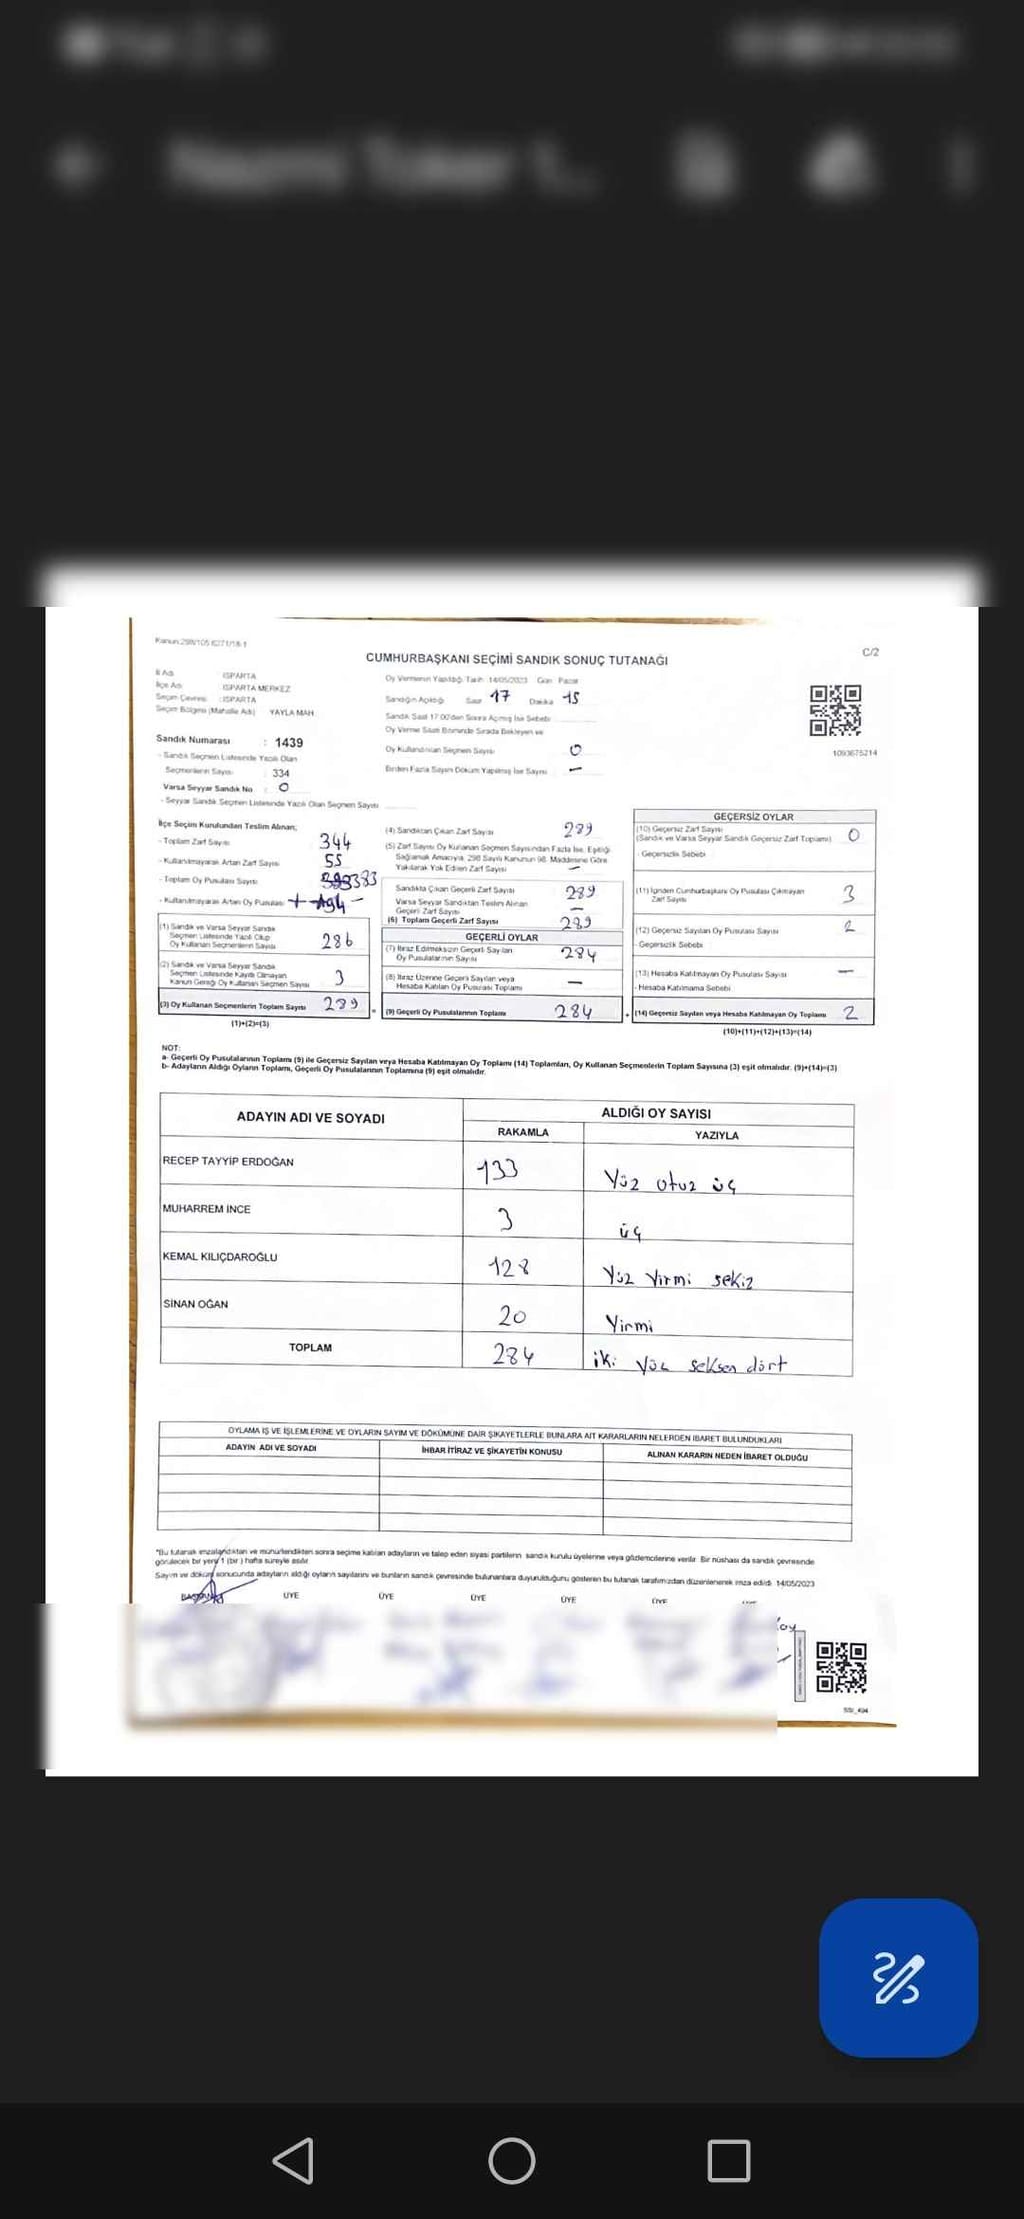 Kanun:298/105 6271/18-1
C/2
CUMHURBAŞKANI SEÇİMİ SANDIK SONUÇ TUTANAĞI
İl Adı : ISPARTA
İlçe Adı : ISPARTA MERKEZ
Seçim Çevresi : ISPARTA
Seçim Bölgesi (Mahalle Adı) YAYLA MAH.
Sandık Numarası : 1439
- Sandık Seçmen Listesinde Yazılı Olan
Seçmenlerin Sayısı : 334
Varsa Seyyar Sandık No : 0
- Seyyar Sandık Seçmen Listesinde Yazılı Olan Seçmen Sayısı
Oy Vermenin Yapıldığı Tarih 14/05/2023 Gün Pazar
Sandığın Açıldığı Saat 17 Dakika 15
Sandık Saat 17.00'den Sonra Açılmış İse Sebebi
Oy Verme Saati Bitiminde Sırada Bekleyen ve
Oy Kullandırılan Seçmen Sayısı 0
Birden Fazla Sayım Döküm Yapılmış İse Sayısı –
1093675214
İlçe Seçim Kurulundan Teslim Alınan;
- Toplam Zarf Sayısı 344
- Kullanılmayarak Artan Zarf Sayısı 55
- Toplam Oy Pusulası Sayısı 383
- Kullanılmayarak Artan Oy Pusulası
(1) Sandık ve Varsa Seyyar Sandık
Seçmen Listesinde Yazılı Olup
Oy Kullanan Seçmenlerin Sayısı 286
(2) Sandık ve Varsa Seyyar Sandık
Seçmen Listesinde Kayıtlı Olmayan
Kanun Gereği Oy Kullanan Seçmen Sayısı 3
(3) Oy Kullanan Seçmenlerin Toplam Sayısı 289
(1)+(2)=(3)
(4) Sandıktan Çıkan Zarf Sayısı 289
(5) Zarf Sayısı Oy Kullanan Seçmen Sayısından Fazla İse, Eşitliği
Sağlamak Amacıyla, 298 Sayılı Kanunun 98. Maddesine Göre
Yakılarak Yok Edilen Zarf Sayısı –
Sandıkta Çıkan Geçerli Zarf Sayısı 289
Varsa Seyyar Sandıktan Teslim Alınan
Geçerli Zarf Sayısı –
(6) Toplam Geçerli Zarf Sayısı 289
GEÇERLİ OYLAR
(7) İtiraz Edilmeksizin Geçerli Sayılan
Oy Pusulalarının Sayısı 284
(8) İtiraz Üzerine Geçerli Sayılan veya
Hesaba Katılan Oy Pusulası Toplamı –
(9) Geçerli Oy Pusulalarının Toplamı 284
GEÇERSİZ OYLAR
(10) Geçersiz Zarf Sayısı
(Sandık ve Varsa Seyyar Sandık Geçersiz Zarf Toplamı) 0
- Geçersizlik Sebebi
(11) İçinden Cumhurbaşkanı Oy Pusulası Çıkmayan
Zarf Sayısı 3
(12) Geçersiz Sayılan Oy Pusulası Sayısı 2
- Geçersizlik Sebebi
(13) Hesaba Katılmayan Oy Pusulası Sayısı –
- Hesaba Katılmama Sebebi
(14) Geçersiz Sayılan veya Hesaba Katılmayan Oy Toplamı 2
(10)+(11)+(12)+(13)=(14)
NOT:
a- Geçerli Oy Pusulalarının Toplamı (9) ile Geçersiz Sayılan veya Hesaba Katılmayan Oy Toplamı (14) Toplamları, Oy Kullanan Seçmenlerin Toplam Sayısına (3) eşit olmalıdır. (9)+(14)=(3)
b- Adayların Aldığı Oyların Toplamı, Geçerli Oy Pusulalarının Toplamına (9) eşit olmalıdır.
ADAYIN ADI VE SOYADI ALDIĞI OY SAYISI
RAKAMLA YAZIYLA
RECEP TAYYİP ERDOĞAN 133 Yüz otuz üç
MUHARREM İNCE 3 üç
KEMAL KILIÇDAROĞLU 128 Yüz Yirmi sekiz
SİNAN OĞAN 20 Yirmi
TOPLAM 284 iki yüz seksen dört
OYLAMA İŞ VE İŞLEMLERİNE VE OYLARIN SAYIM VE DÖKÜMÜNE DAİR ŞİKAYETLERLE BUNLARA AİT KARARLARIN NELERDEN İBARET BULUNDUKLARI
ADAYIN ADI VE SOYADI İHBAR İTİRAZ VE ŞİKAYETİN KONUSU ALINAN KARARIN NEDEN İBARET OLDUĞU
*Bu tutanak imzalandıktan ve mühürlendikten sonra seçime katılan adayların ve talep eden siyasi partilerin sandık kurulu üyelerine veya gözlemcilerine verilir. Bir nüshası da sandık çevresinde
görülecek bir yere 1 (bir) hafta süreyle asılır.
Sayım ve döküm sonucunda adayların aldığı oyların sayılarını ve bunların sandık çevresinde bulunanlara duyurulduğunu gösteren bu tutanak tarafımızdan düzenlenerek imza edildi. 14/05/2023
BAŞKAN ÜYE ÜYE ÜYE ÜYE ÜYE